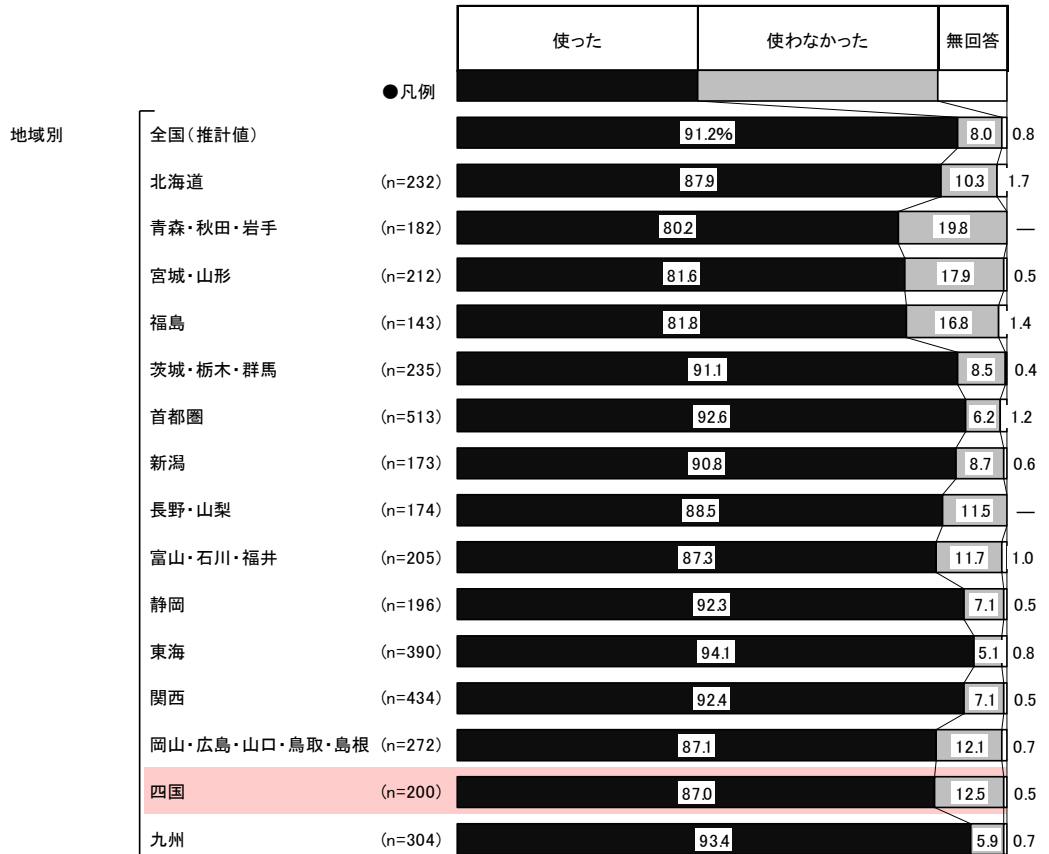 使った 使わなかった 無回答
●凡例
地域別 全国(推計値) 91.2% 8.0 0.8
北海道 (n=232) 87.9 10.3 1.7
青森・秋田・岩手 (n=182) 80.2 19.8 —
宮城・山形 (n=212) 81.6 17.9 0.5
福島 (n=143) 81.8 16.8 1.4
茨城・栃木・群馬 (n=235) 91.1 8.5 0.4
首都圏 (n=513) 92.6 6.2 1.2
新潟 (n=173) 90.8 8.7 0.6
長野・山梨 (n=174) 88.5 11.5 —
富山・石川・福井 (n=205) 87.3 11.7 1.0
静岡 (n=196) 92.3 7.1 0.5
東海 (n=390) 94.1 5.1 0.8
関西 (n=434) 92.4 7.1 0.5
岡山・広島・山口・鳥取・島根 (n=272) 87.1 12.1 0.7
四国 (n=200) 87.0 12.5 0.5
九州 (n=304) 93.4 5.9 0.7